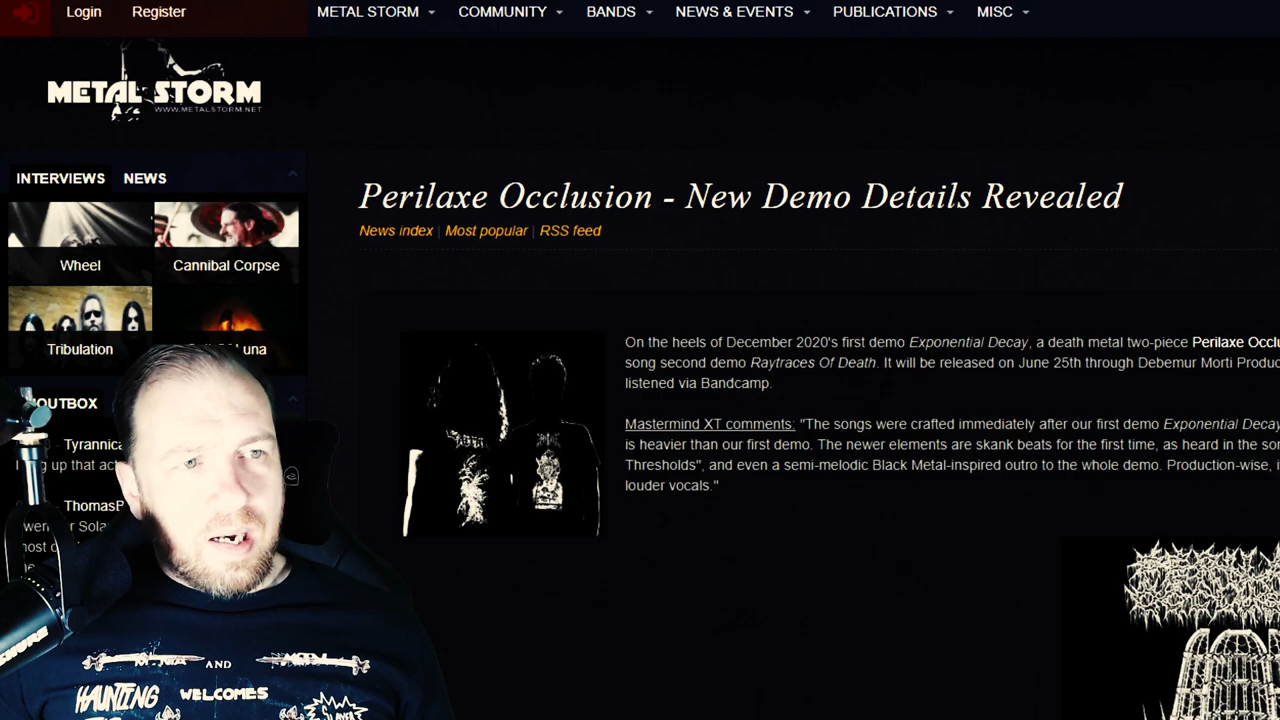 Login Register METAL STORM COMMUNITY BANDS NEWS & EVENTS PUBLICATIONS MISC
METAL STORM
WWW.METALSTORM.NET
INTERVIEWS NEWS
Perilaxe Occlusion - New Demo Details Revealed
News index | Most popular | RSS feed
Wheel Cannibal Corpse
Tribulation
On the heels of December 2020's first demo Exponential Decay, a death metal two-piece Perilaxe
song second demo Raytraces Of Death. It will be released on June 25th through Debemur Morti
listened via Bandcamp.
Mastermind XT comments: "The songs were crafted immediately after our first demo Exponential Decay
is heavier than our first demo. The newer elements are skank beats for the first time, as heard in the
Thresholds", and even a semi-melodic Black Metal-inspired outro to the whole demo. Production-wise,
louder vocals."
AND
HAUNTING WELCOMES
SLAYER